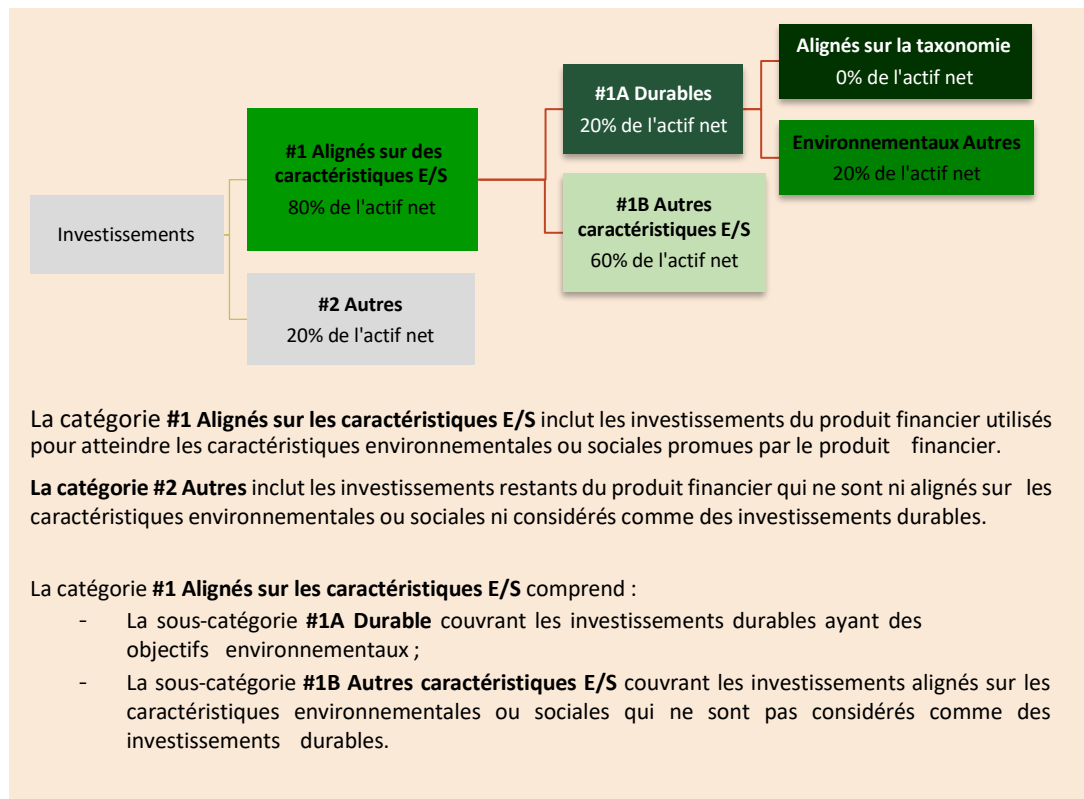 Alignés sur la taxonomie
0% de l'actif net
#1A Durables
20% de l'actif net
Environnementaux Autres
20% de l'actif net
#1 Alignés sur des
caractéristiques E/S
80% de l'actif net
#1B Autres
caractéristiques E/S
60% de l'actif net
Investissements
#2 Autres
20% de l'actif net
La catégorie #1 Alignés sur les caractéristiques E/S inclut les investissements du produit financier utilisés
pour atteindre les caractéristiques environnementales ou sociales promues par le produit financier.
La catégorie #2 Autres inclut les investissements restants du produit financier qui ne sont ni alignés sur les
caractéristiques environnementales ou sociales ni considérés comme des investissements durables.
La catégorie #1 Alignés sur les caractéristiques E/S comprend :
- La sous-catégorie #1A Durable couvrant les investissements durables ayant des
objectifs environnementaux ;
- La sous-catégorie #1B Autres caractéristiques E/S couvrant les investissements alignés sur les
caractéristiques environnementales ou sociales qui ne sont pas considérés comme des
investissements durables.